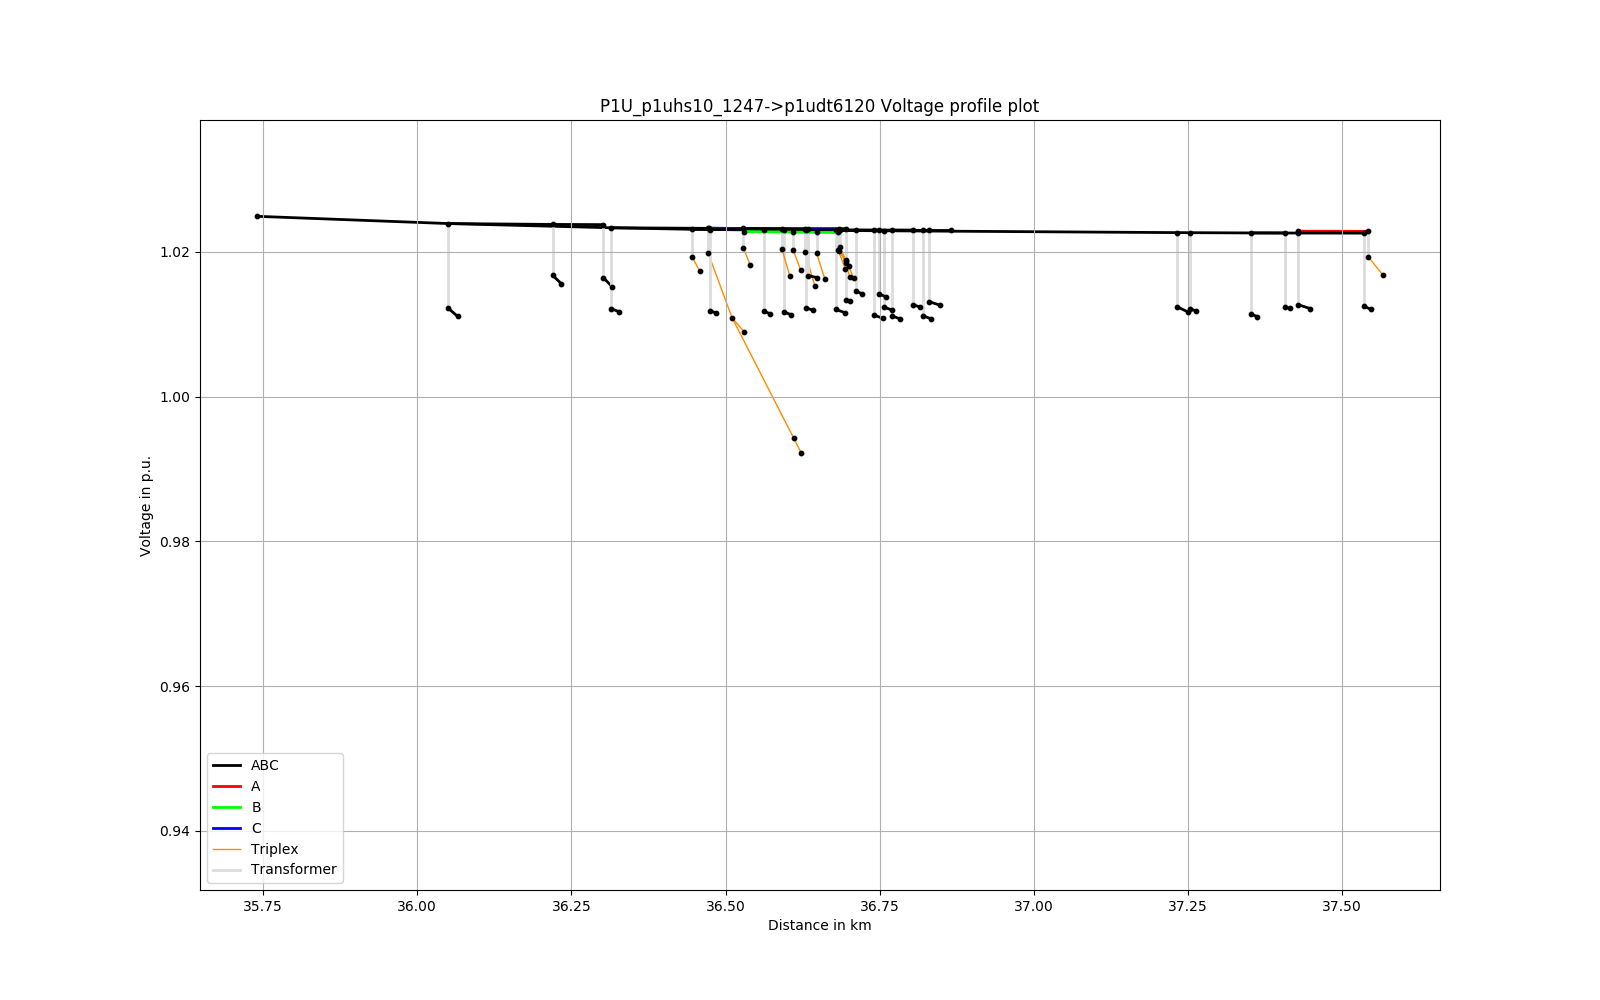 P1U_p1uhs10_1247->p1udt6120 Voltage profile plot
Voltage in p.u.
1.02
1.00
0.98
0.96
0.94
ABC
A
B
C
Triplex
Transformer
35.75 36.00 36.25 36.50 36.75 37.00 37.25 37.50
Distance in km